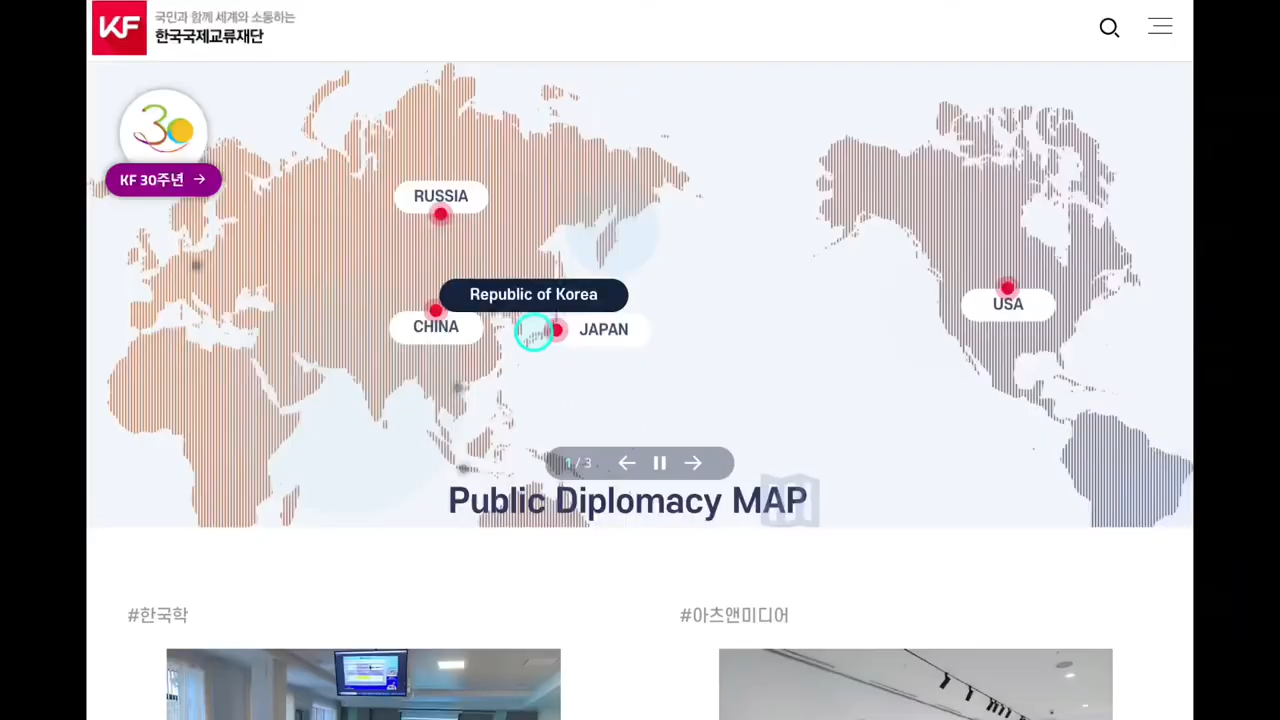 KF
국민과 함께 세계와 소통하는
한국국제교류재단
30
KF 30주년 →
RUSSIA
Republic of Korea
CHINA
JAPAN
USA
1 / 3
Public Diplomacy MAP
#한국학
#아츠앤미디어